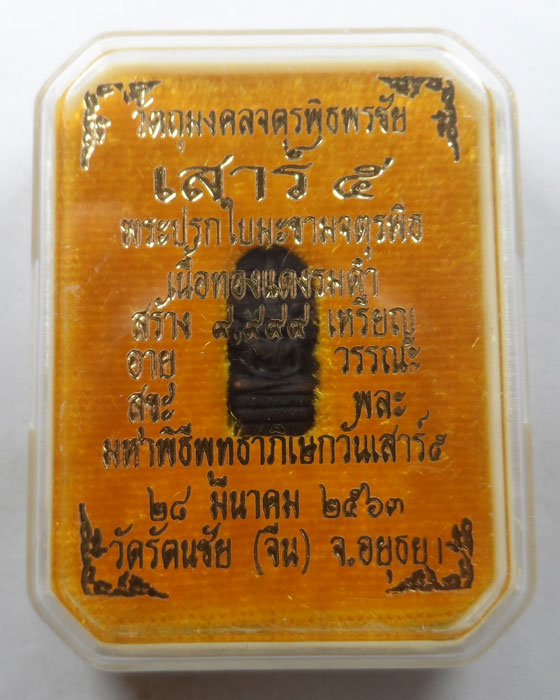 วัตถุมงคลจตุรพิธพรชัย
เสาร์ ๕
พระปรกใบมะขามจตุรพิธ
เนื้อทองแดงรมดำ
สร้าง ๙,๕๔๔ เหรียญ
อายุ วรรณะ
สุขะ พละ
มหาพิธีพุทธาภิเษกวันเสาร์๕
๒๘ มีนาคม ๒๕๖๓
วัดรัตนชัย (จีน) จ.อยุธยา